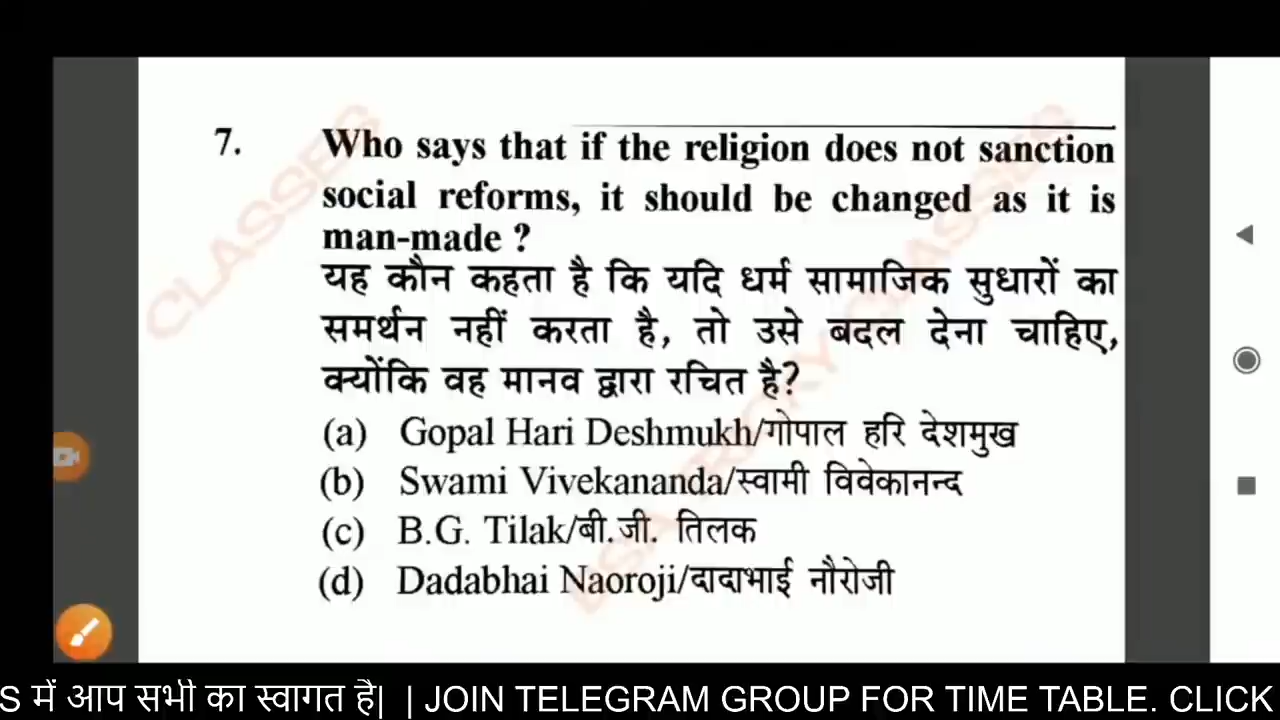 7. Who says that if the religion does not sanction
social reforms, it should be changed as it is
man-made ?
यह कौन कहता है कि यदि धर्म सामाजिक सुधारों का
समर्थन नहीं करता है, तो उसे बदल देना चाहिए,
क्योंकि वह मानव द्वारा रचित है?
(a) Gopal Hari Deshmukh/गोपाल हरि देशमुख
(b) Swami Vivekananda/स्वामी विवेकानन्द
(c) B.G. Tilak/बी.जी. तिलक
(d) Dadabhai Naoroji/दादाभाई नौरोजी
CLASSES
S में आप सभी का स्वागत है| | JOIN TELEGRAM GROUP FOR TIME TABLE. CLICK